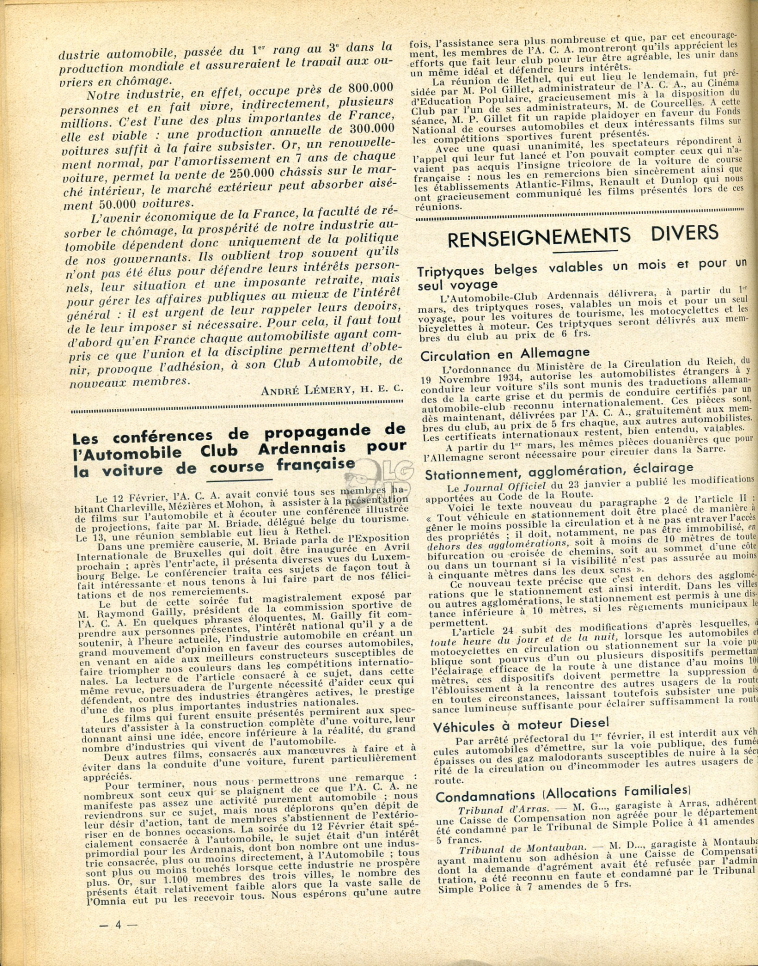 dustrie automobile, passée du 1er rang au 3e dans la
production mondiale et assureraient le travail aux ou-
vriers en chômage.
Notre industrie, en effet, occupe près de 800.000
personnes et en fait vivre, indirectement, plusieurs
millions. C'est l'une des plus importantes de France,
elle est viable : une production annuelle de 300.000
voitures suffit à la faire subsister. Or, un renouvelle-
ment normal, par l'amortissement en 7 ans de chaque
voiture, permet la vente de 250.000 châssis sur le mar-
ché intérieur, le marché extérieur peut absorber aisé-
ment 50.000 voitures.
L'avenir économique de la France, la faculté de ré-
sorber le chômage, la prospérité de notre industrie au-
tomobile dépendent donc uniquement de la politique
de nos gouvernants. Ils oublient trop souvent qu'ils
n'ont pas été élus pour défendre leurs intérêts person-
nels, leur situation et une imposante retraite, mais
pour gérer les affaires publiques au mieux de l'intérêt
général : il est urgent de leur rappeler leurs devoirs,
de le leur imposer si nécessaire. Pour cela, il faut tout
d'abord qu'en France chaque automobiliste ayant com-
pris ce que l'union et la discipline permettent d'obte-
nir, provoque l'adhésion, à son Club Automobile, de
nouveaux membres.
ANDRÉ LÉMERY, H. E. C.
Les conférences de propagande de
l'Automobile Club Ardennais pour
la voiture de course française
Le 12 Février, l'A. C. A. avait convié tous ses membres ha-
bitant Charleville, Mézières et Mohon, à assister à la présentation
de films sur l'automobile et à écouter une conférence illustrée
de projections, faite par M. Briade, délégué belge du tourisme.
Le 13, une réunion semblable eut lieu à Rethel.
Dans une première causerie, M. Briade parla de l'Exposition
Internationale de Bruxelles qui doit être inaugurée en Avril
prochain ; après l'entr'acte, il présenta diverses vues du Luxem-
bourg Belge. Le conférencier traita ces sujets de façon tout à
fait intéressante et nous tenons à lui faire part de nos félici-
tations et de nos remerciements.
Le but de cette soirée fut magistralement exposé par
M. Raymond Gailly, président de la commission sportive de
l'A. C. A. En quelques phrases éloquentes, M. Gailly fit com-
prendre aux personnes présentes, l'intérêt national qu'il y a de
soutenir, à l'heure actuelle, l'industrie automobile en créant un
grand mouvement d'opinion en faveur des courses automobiles,
en venant en aide aux meilleurs constructeurs susceptibles de
faire triompher nos couleurs dans les compétitions internatio-
nales. La lecture de l'article consacré à ce sujet, dans cette
même revue, persuadera de l'urgente nécessité d'aider ceux qui
défendent, contre des industries étrangères actives, le prestige
d'une de nos plus importantes industries nationales.
Les films qui furent ensuite présentés permirent aux spec-
tateurs d'assister à la construction complète d'une voiture, leur
donnant ainsi une idée, encore inférieure à la réalité, du grand
nombre d'industries qui vivent de l'automobile.
Deux autres films, consacrés aux manœuvres à faire et à
éviter dans la conduite d'une voiture, furent particulièrement
appréciés.
Pour terminer, nous nous permettrons une remarque :
nombreux sont ceux qui se plaignent de ce que l'A. C. A. ne
manifeste pas assez une activité purement automobile ; nous
reviendrons sur ce sujet, mais nous déplorons qu'en dépit de
leur désir d'action, tant de membres s'abstiennent de l'extério-
riser en de bonnes occasions. La soirée du 12 Février était spé-
cialement consacrée à l'automobile, le sujet était d'un intérêt
primordial pour les Ardennais, dont bon nombre ont une indus-
trie consacrée, plus ou moins directement, à l'Automobile ; tous
sont plus ou moins touchés lorsque cette industrie ne prospère
plus. Or, sur 1.100 membres des trois villes, le nombre des
présents était relativement faible alors que la vaste salle de
l'Omnia eut pu les recevoir tous. Nous espérons qu'une autre
— 4 —
fois, l'assistance sera plus nombreuse et que, par cet encourage-
ment, les membres de l'A. C. A. montreront qu'ils apprécient les
efforts que fait leur club pour leur être agréable, les unir dans
un même idéal et défendre leurs intérêts.
La réunion de Rethel, qui eut lieu le lendemain, fut pré-
sidée par M. Pol Gillet, administrateur de l'A. C. A., au Cinéma
d'Education Populaire, gracieusement mis à la disposition du
Club par l'un de ses administrateurs, M. de Courcelles. A cette
séance, M. P. Gillet fit un rapide plaidoyer en faveur du Fonds
National de courses automobiles et deux intéressants films sur
les compétitions sportives furent présentés.
Avec une quasi unanimité, les spectateurs répondirent à
l'appel qui leur fut lancé et l'on pouvait compter ceux qui n'a-
vaient pas acquis l'insigne tricolore de la voiture de course
française : nous les en remercions bien sincèrement ainsi que
les établissements Atlantic-Films, Renault et Dunlop qui nous
ont gracieusement communiqué les films présentés lors de ces
réunions.
RENSEIGNEMENTS DIVERS
Triptyques belges valables un mois et pour un
seul voyage
L'Automobile-Club Ardennais délivrera, à partir du 1er
mars, des triptyques roses, valables un mois et pour un seul
voyage, pour les voitures de tourisme, les motocyclettes et les
bicyclettes à moteur. Ces triptyques seront délivrés aux mem-
bres du club au prix de 6 frs.
Circulation en Allemagne
L'ordonnance du Ministère de la Circulation du Reich, du
19 Novembre 1934, autorise les automobilistes étrangers à y
conduire leur voiture s'ils sont munis des traductions alleman-
des de la carte grise et du permis de conduire certifiés par un
automobile-club reconnu internationalement. Ces pièces sont,
dès maintenant, délivrées par l'A. C. A., gratuitement aux mem-
bres du club, au prix de 5 frs chaque, aux autres automobilistes.
Les certificats internationaux restent, bien entendu, valables.
A partir du 1er mars, les mêmes pièces douanières que pour
l'Allemagne seront nécessaire pour circuler dans la Sarre.
Stationnement, agglomération, éclairage
Le Journal Officiel du 23 janvier a publié les modifications
apportées au Code de la Route.
Voici le texte nouveau du paragraphe 2 de l'article II :
« Tout véhicule en stationnement doit être placé de manière à
gêner le moins possible la circulation et à ne pas entraver l'accès
des propriétés ; il doit, notamment, ne pas être immobilisé, en
dehors des agglomérations, soit à moins de 10 mètres de toute
bifurcation ou croisée de chemins, soit au sommet d'une côte
ou dans un tournant si la visibilité n'est pas assurée au moins
à cinquante mètres dans les deux sens ».
Ce nouveau texte précise que c'est en dehors des agglomé-
rations que le stationnement est ainsi interdit. Dans les villes
ou autres agglomérations, le stationnement est permis à une dis-
tance inférieure à 10 mètres, si les règlements municipaux le
permettent.
L'article 24 subit des modifications d'après lesquelles, à
toute heure du jour et de la nuit, lorsque les automobiles et
motocyclettes en circulation ou stationnement sur la voie pu-
blique sont pourvus d'un ou plusieurs dispositifs permettant
l'éclairage efficace de la route à une distance d'au moins 100
mètres, ces dispositifs doivent permettre la suppression de
l'éblouissement à la rencontre des autres usagers de la route
en toutes circonstances, laissant toutefois subsister une puis-
sance lumineuse suffisante pour éclairer suffisamment la route
Véhicules à moteur Diesel
Par arrêté préfectoral du 1er février, il est interdit aux véhi-
cules automobiles d'émettre, sur la voie publique, des fumées
épaisses ou des gaz malodorants susceptibles de nuire à la sécu-
rité de la circulation ou d'incommoder les autres usagers de
route.
Condamnations (Allocations Familiales)
Tribunal d'Arras. — M. G..., garagiste à Arras, adhérent
une Caisse de Compensation non agréée pour le département
été condamné par le Tribunal de Simple Police à 41 amendes
5 francs.
Tribunal de Montauban. — M. D..., garagiste à Montauba
ayant maintenu son adhésion à une Caisse de Compensati
dont la demande d'agrément avait été refusée par l'admin
tration, a été reconnu en faute et condamné par le Tribunal
Simple Police à 7 amendes de 5 frs.